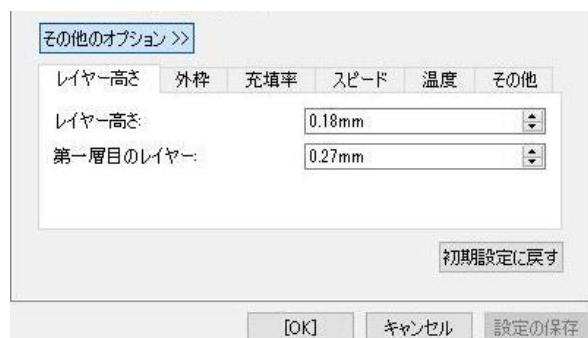 その他のオプション >>
レイヤー高さ 外枠 充填率 スピード 温度 その他
レイヤー高さ: 0.18mm
第一層目のレイヤー: 0.27mm
初期設定に戻す
[OK] キャンセル 設定の保存